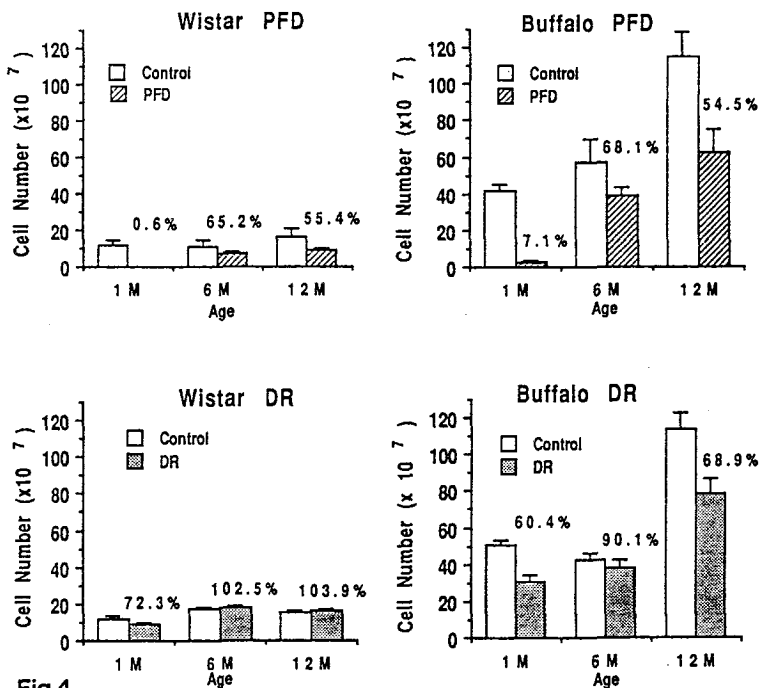 Wistar PFD
Cell Number (x10 7 )
120
100
80
60
40
20
0
Control
PFD
0.6%
65.2%
55.4%
1 M
6 M
12 M
Age
Buffalo PFD
Cell Number (x10 7 )
120
100
80
60
40
20
0
Control
PFD
7.1%
68.1%
54.5%
1 M
6 M
12 M
Age
Wistar DR
Cell Number (x10 7 )
120
100
80
60
40
20
0
Control
DR
72.3%
102.5%
103.9%
1 M
6 M
12 M
Age
Buffalo DR
Cell Number (x 10 7 )
120
100
80
60
40
20
0
Control
DR
60.4%
90.1%
68.9%
1 M
6 M
12 M
Age
Fig 4